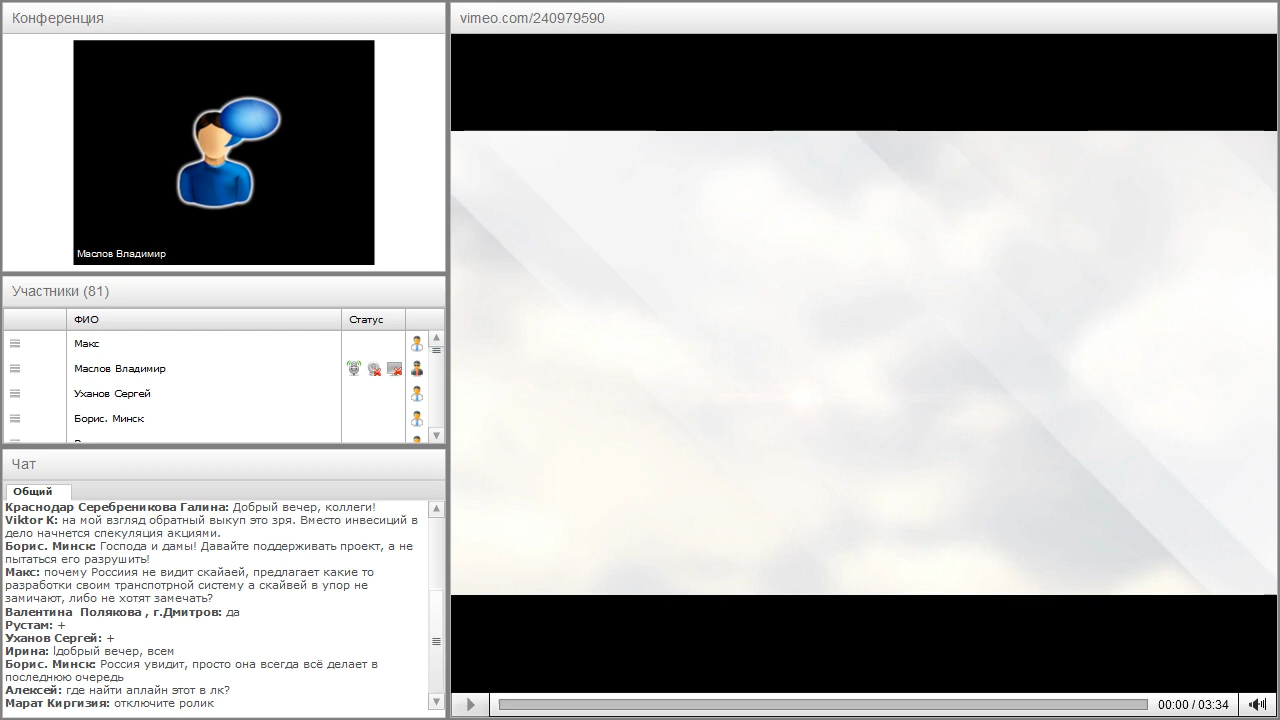 Конференция
Маслов Владимир
Участники (81)
ФИО
Статус
Макс
Маслов Владимир
Уханов Сергей
Борис. Минск
Чат
Общий
Краснодар Серебреникова Галина: Добрый вечер, коллеги!
Viktor K: на мой взгляд обратный выкуп это зря. Вместо инвесиций в
дело начнется спекуляция акциями.
Борис. Минск: Господа и дамы! Давайте поддерживать проект, а не
пытаться его разрушить!
Макс: почему Россиия не видит скайаей, предлагает какие то
разработки своим транспотрной систему а скайвей в упор не
замичают, либо не хотят замечать?
Валентина Полякова , г.Дмитров: да
Рустам: +
Уханов Сергей: +
Ирина: lдобрый вечер, всем
Борис. Минск: Россия увидит, просто она всегда всё делает в
последнюю очередь
Алексей: где найти аплайн этот в лк?
Марат Киргизия: отключите ролик
vimeo.com/240979590
00:00 / 03:34